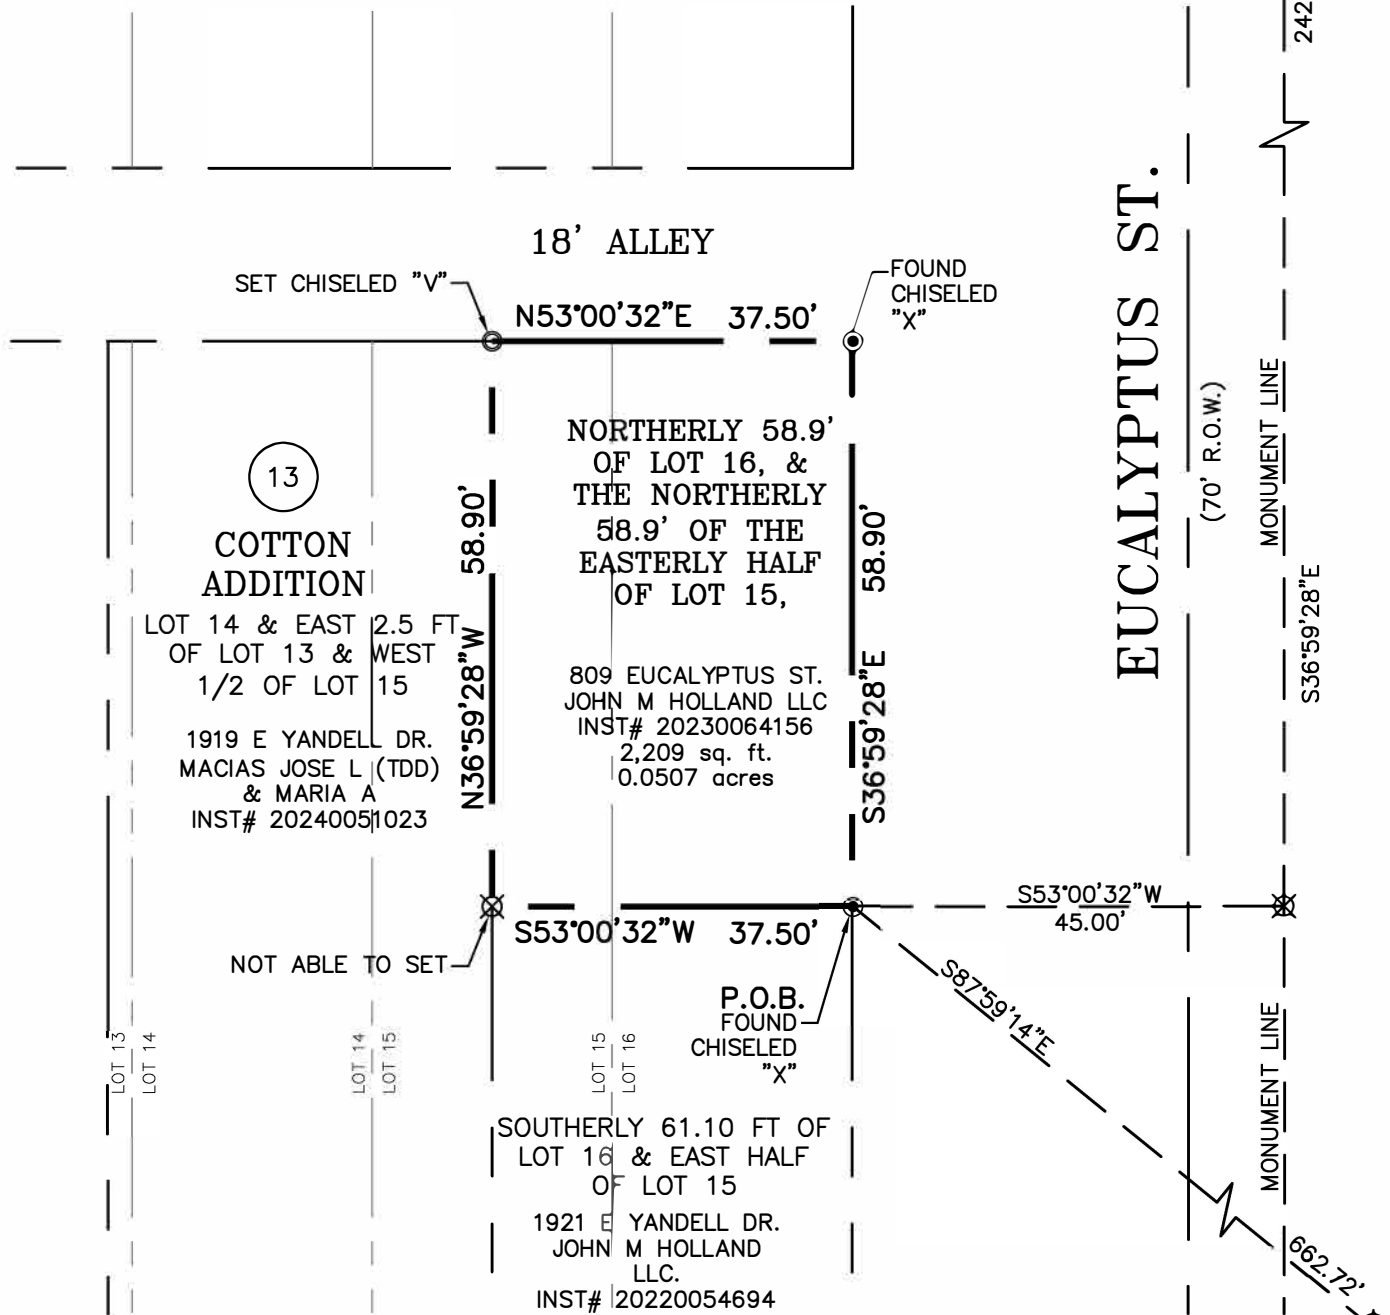 242
18' ALLEY
SET CHISELED "V"
FOUND
CHISELED
"X"
N53°00'32"E 37.50'
EUCALYPTUS ST.
(70' R.O.W.)
MONUMENT LINE
S36°59'28"E
13
COTTON
ADDITION
LOT 14 & EAST 2.5 FT
OF LOT 13 & WEST
1/2 OF LOT 15
1919 E YANDELL DR.
MACIAS JOSE L (TDD)
& MARIA A
INST# 20240051023
N36°59'28"W 58.90'
NORTHERLY 58.9'
OF LOT 16, &
THE NORTHERLY
58.9' OF THE
EASTERLY HALF
OF LOT 15,
809 EUCALYPTUS ST.
JOHN M HOLLAND LLC
INST# 20230064156
2,209 sq. ft.
0.0507 acres
S36°59'28"E 58.90'
S53°00'32"W
45.00'
S53°00'32"W 37.50'
NOT ABLE TO SET
P.O.B.
FOUND
CHISELED
"X"
S87°59'14"E
662.72'
MONUMENT LINE
LOT 13
LOT 14
LOT 14
LOT 15
LOT 15
LOT 16
SOUTHERLY 61.10 FT OF
LOT 16 & EAST HALF
OF LOT 15
1921 E YANDELL DR.
JOHN M HOLLAND
LLC.
INST# 20220054694